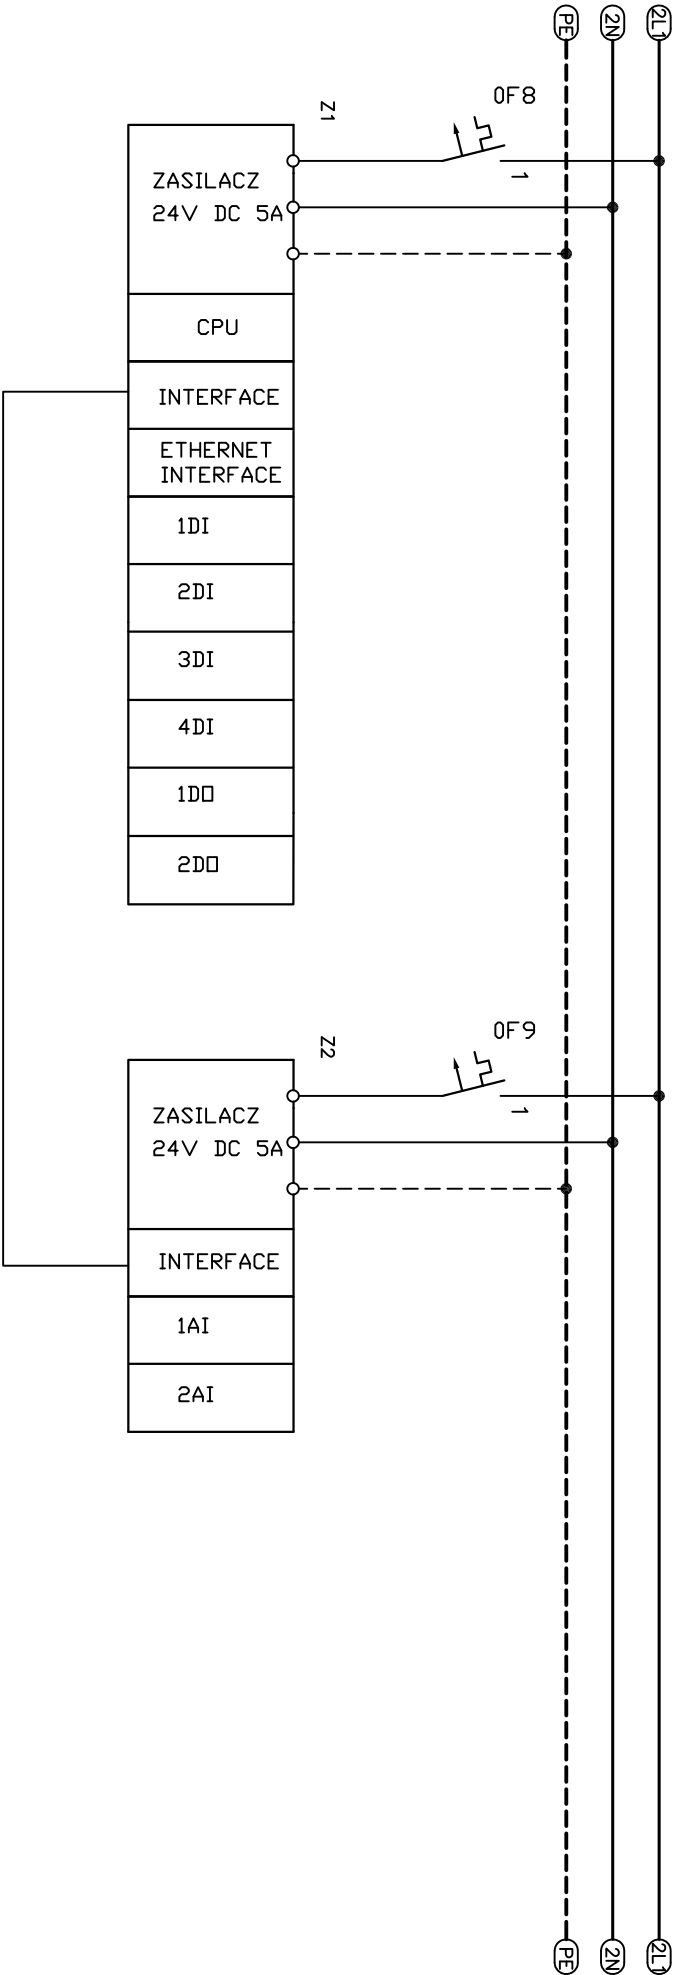 PE
2N
2L1
0F8
Z1
1
ZASILACZ
24V DC 5A
CPU
INTERFACE
ETHERNET
INTERFACE
1DI
2DI
3DI
4DI
1DO
2DO
0F9
Z2
1
ZASILACZ
24V DC 5A
INTERFACE
1AI
2AI
PE
2N
2L1